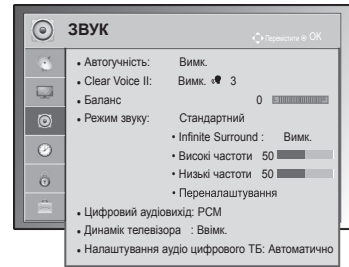 ЗВУК
Перемістити OK
Автогучність: Вимк.
Clear Voice II: Вимк. 3
Баланс 0
Режим звуку: Стандартний
Infinite Surround : Вимк.
Високі частоти 50
Низькі частоти 50
Переналаштування
Цифровий аудіовихід: PCM
Динамік телевізора : Ввімк.
Налаштування аудіо цифрового ТБ: Автоматично